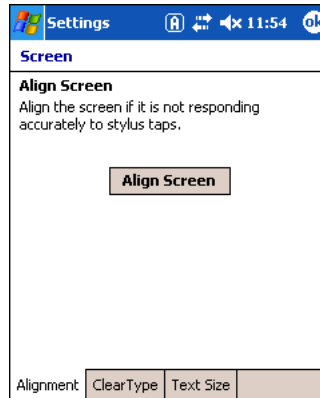 Settings A 11:54 ok
Screen
Align Screen
Align the screen if it is not responding
accurately to stylus taps.
Align Screen
Alignment ClearType Text Size